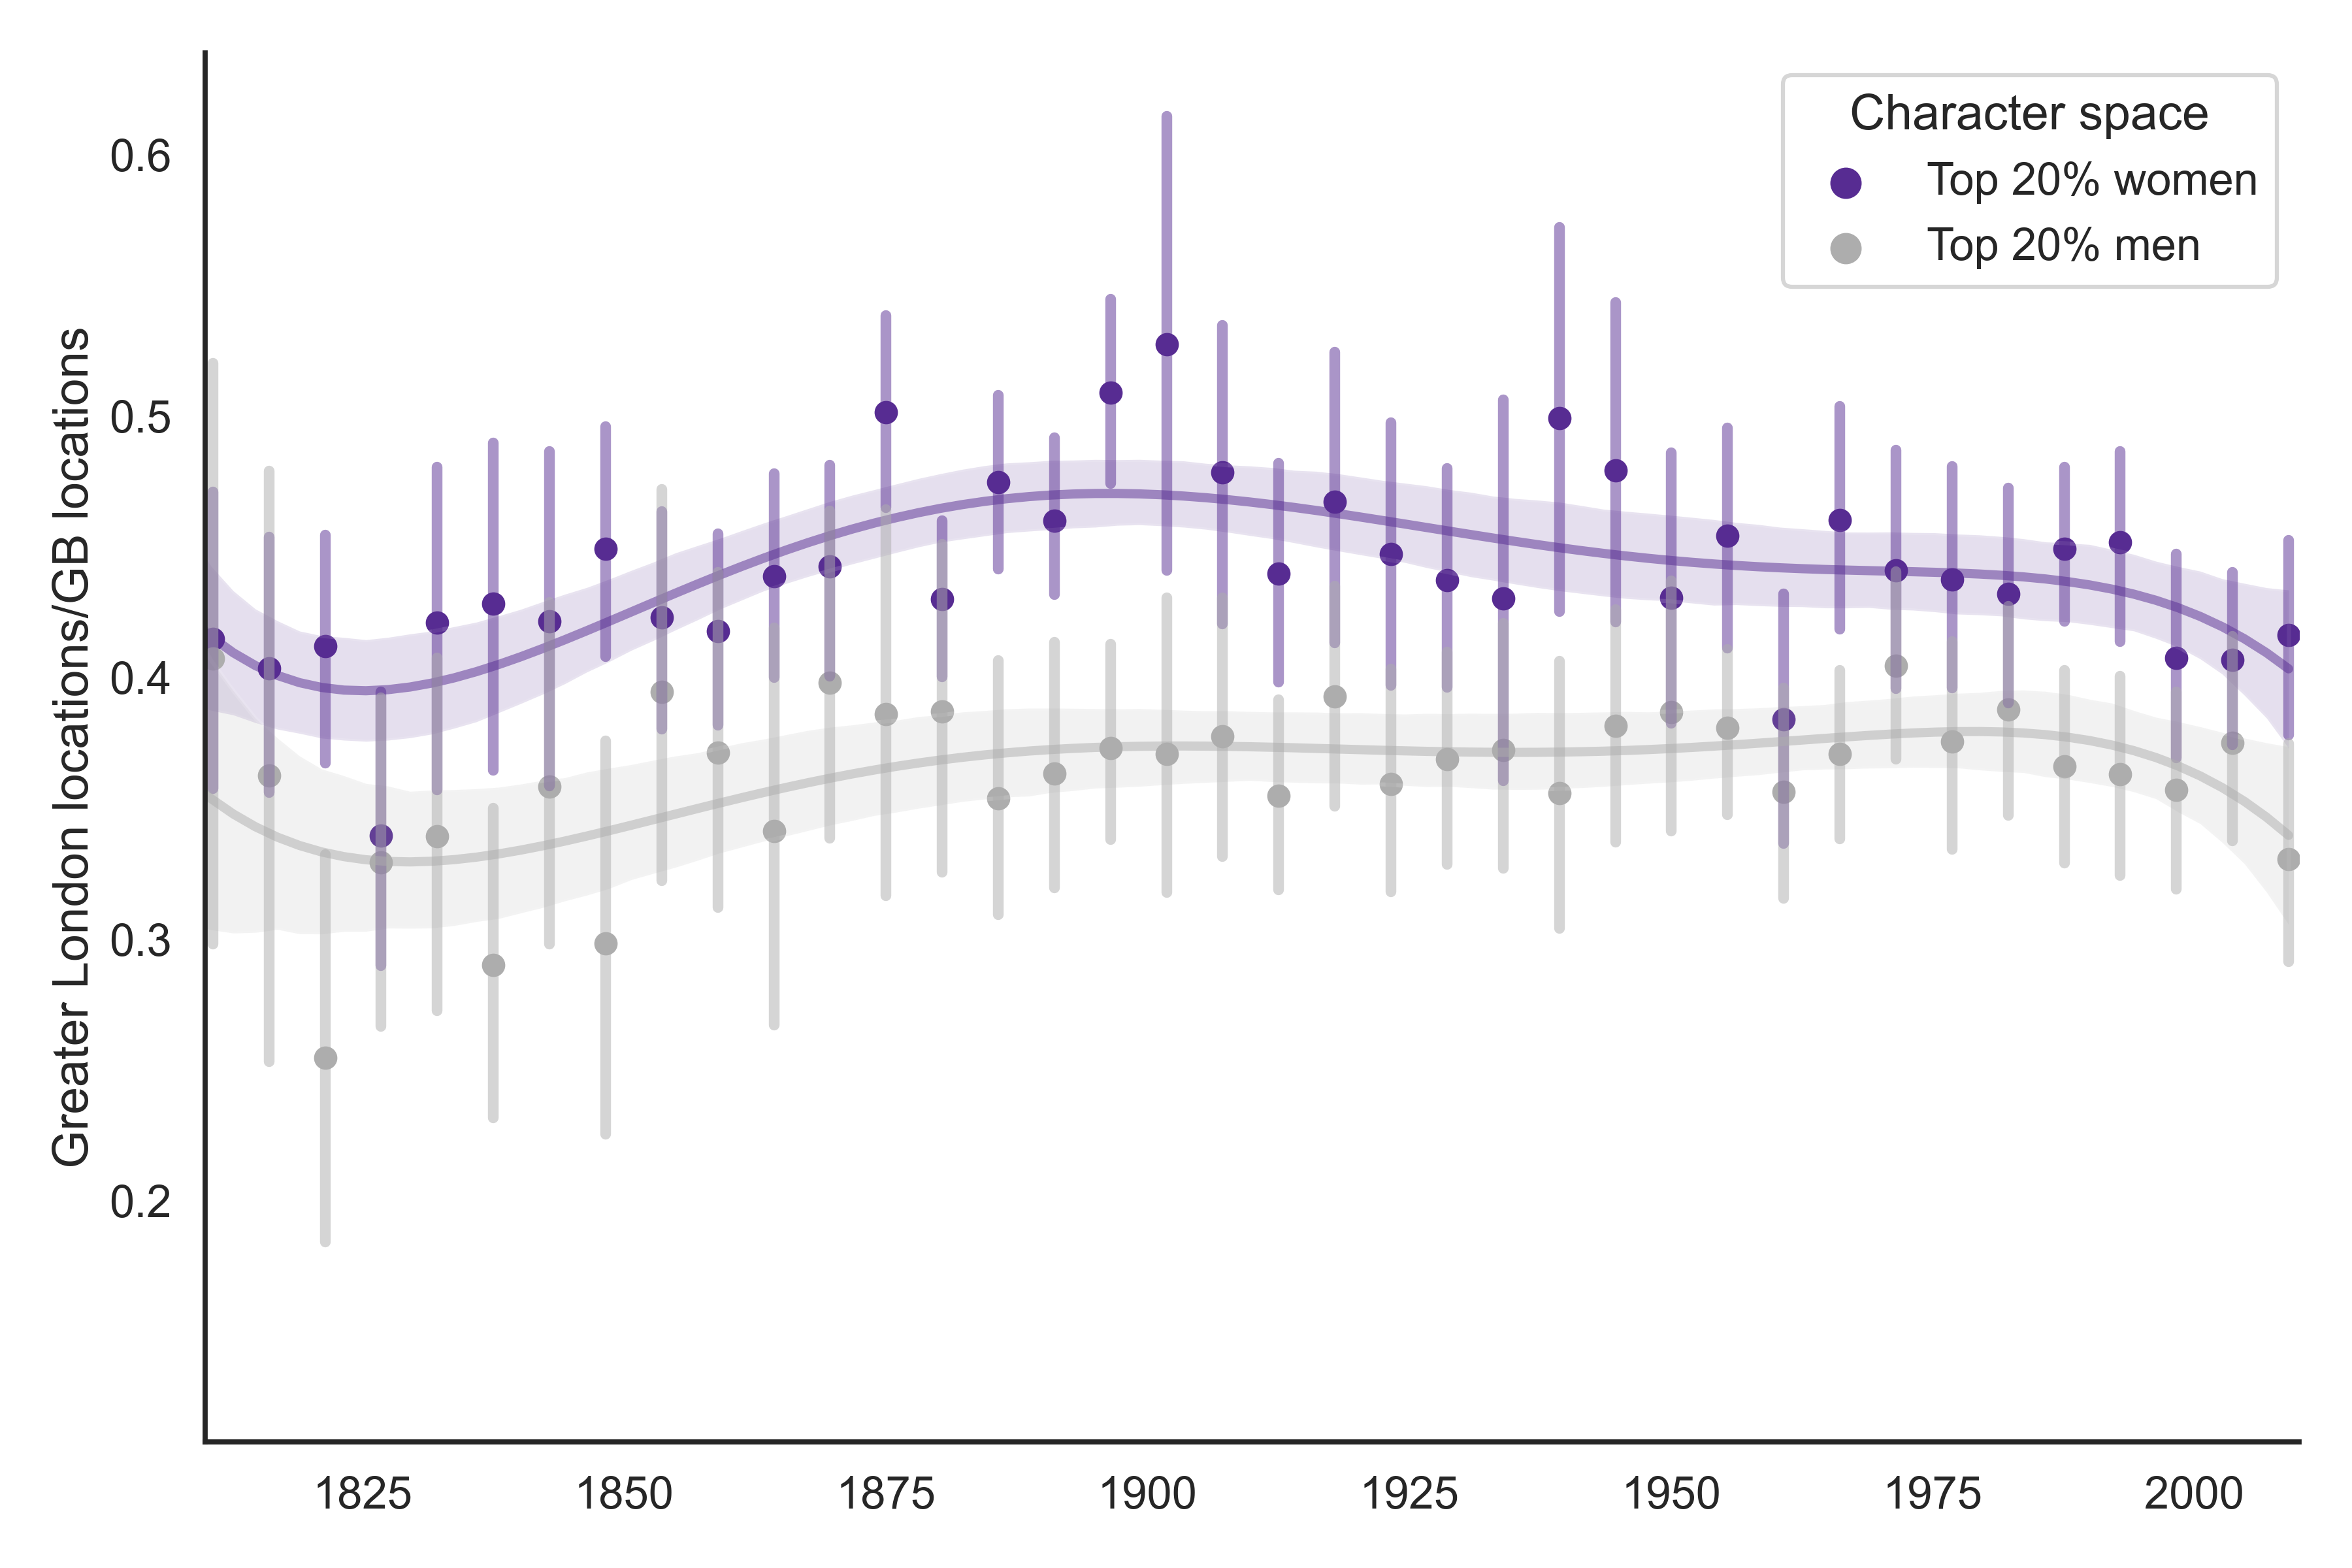 Character space
Top 20% women
Top 20% men
Greater London locations/GB locations
0.6
0.5
0.4
0.3
0.2
1825 1850 1875 1900 1925 1950 1975 2000